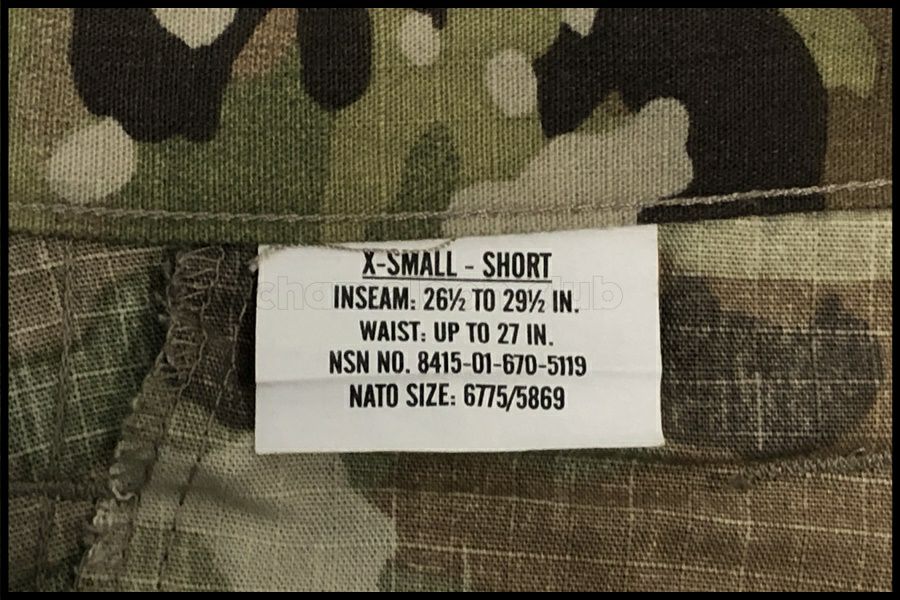 X-SMALL - SHORT
INSEAM: 26½ TO 29½ IN.
WAIST: UP TO 27 IN.
NSN NO. 8415-01-670-5119
NATO SIZE: 6775/5869